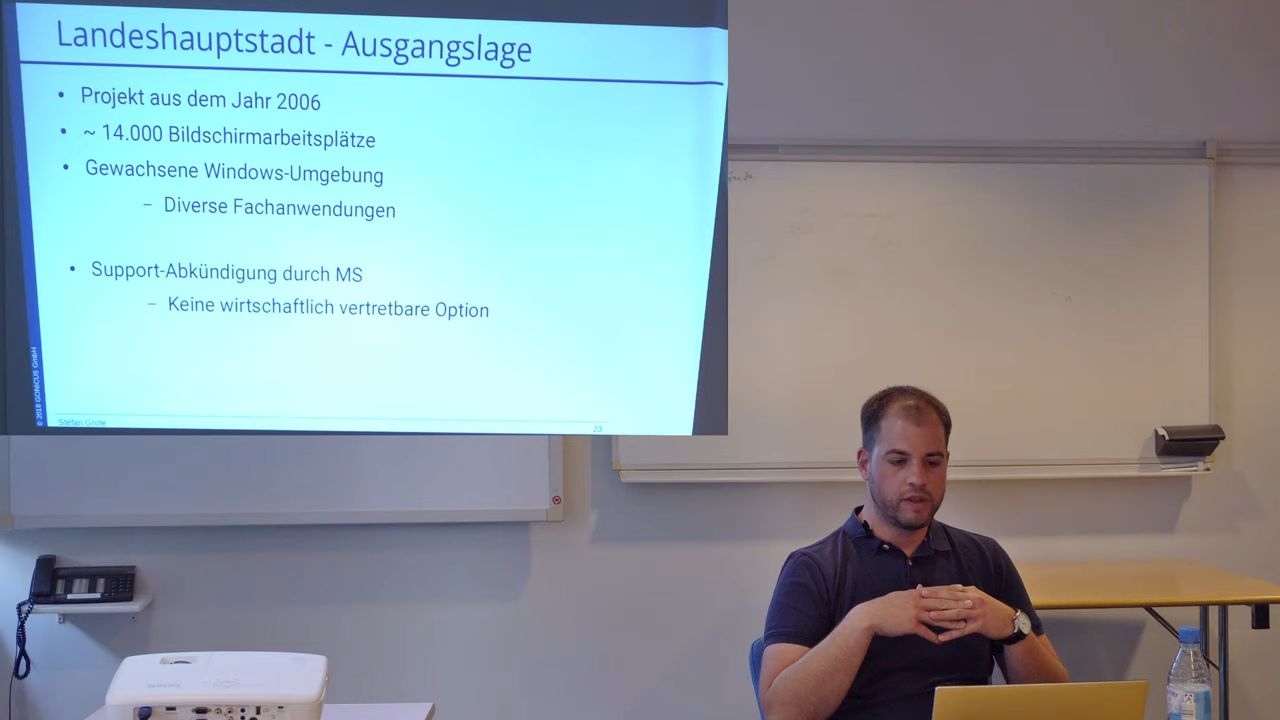 Landeshauptstadt - Ausgangslage
• Projekt aus dem Jahr 2006
• ~ 14.000 Bildschirmarbeitsplätze
• Gewachsene Windows-Umgebung
– Diverse Fachanwendungen
• Support-Abkündigung durch MS
– Keine wirtschaftlich vertretbare Option
© 2018 GONICUS GmbH
Stefan Grote
23